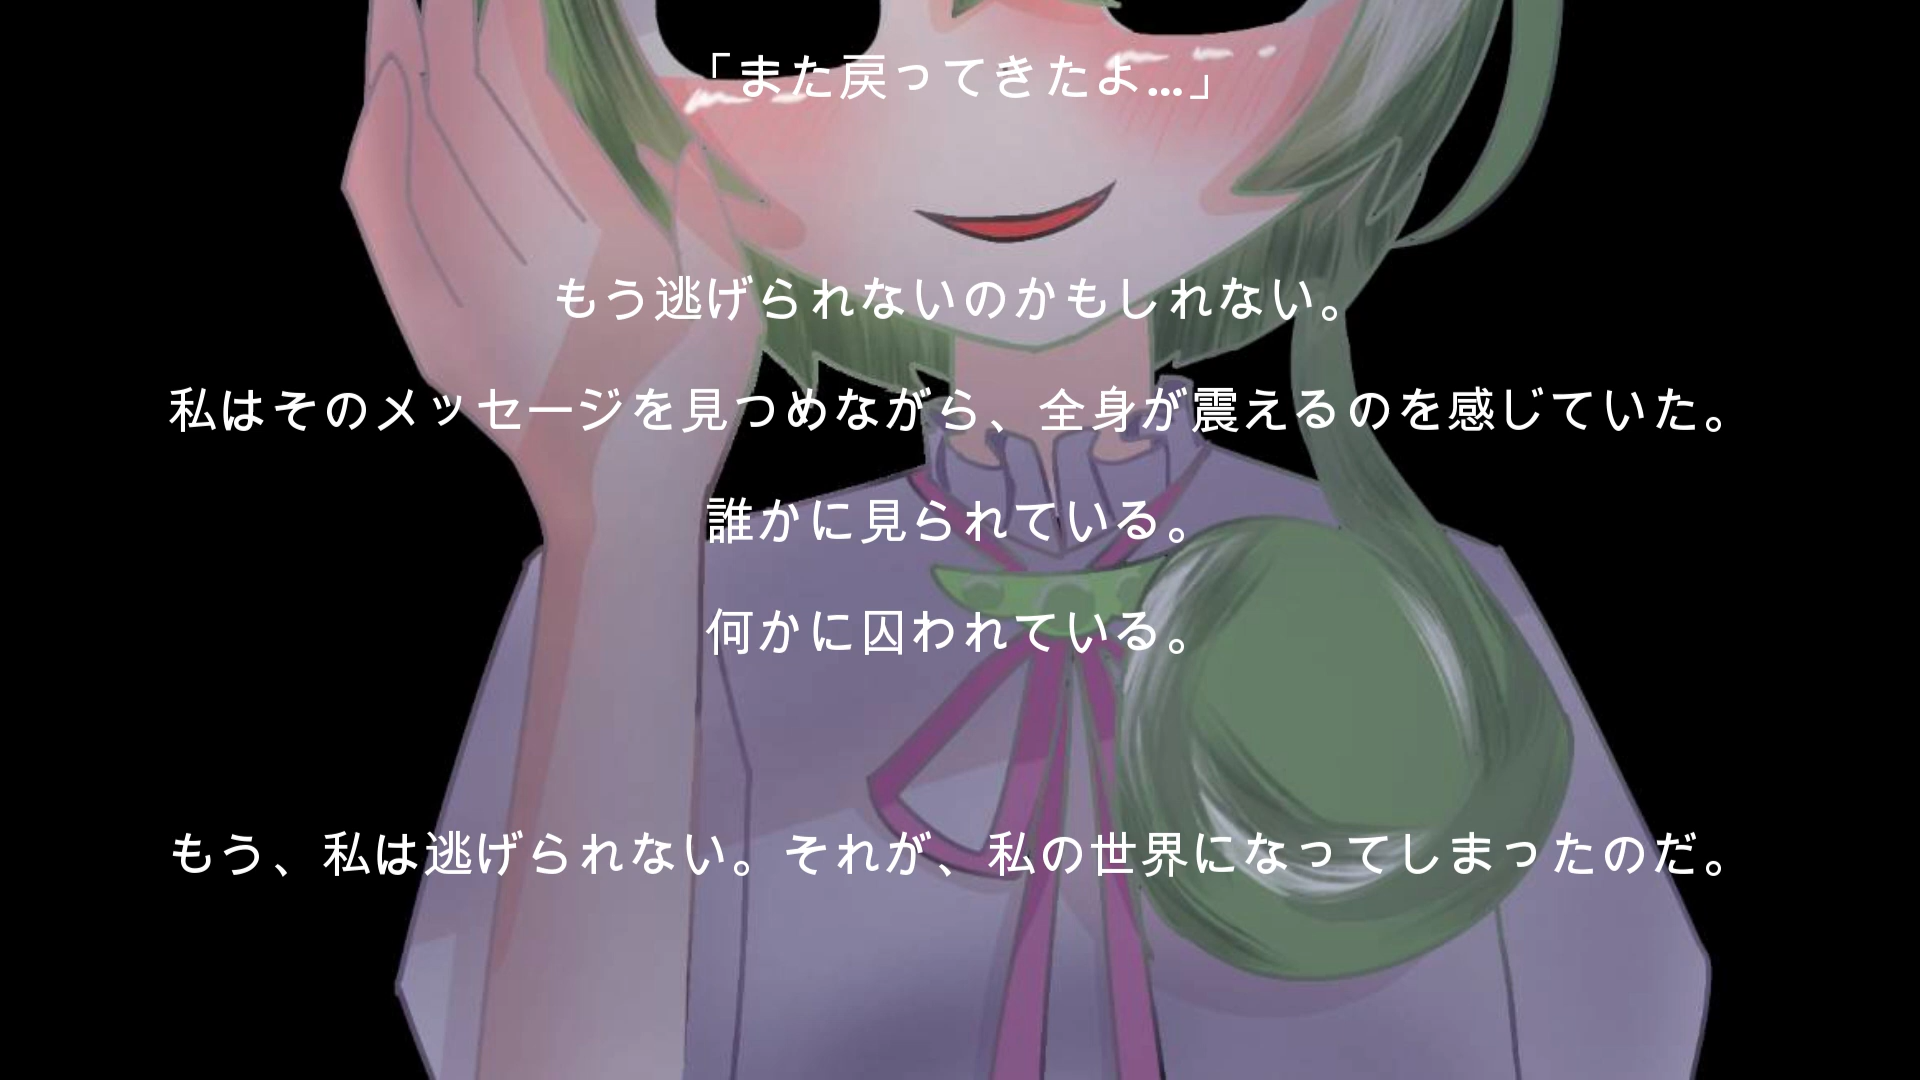 「また戻ってきたよ…」
もう逃げられないのかもしれない。
私はそのメッセージを見つめながら、全身が震えるのを感じていた。
誰かに見られている。
何かに囚われている。
もう、私は逃げられない。それが、私の世界になってしまったのだ。